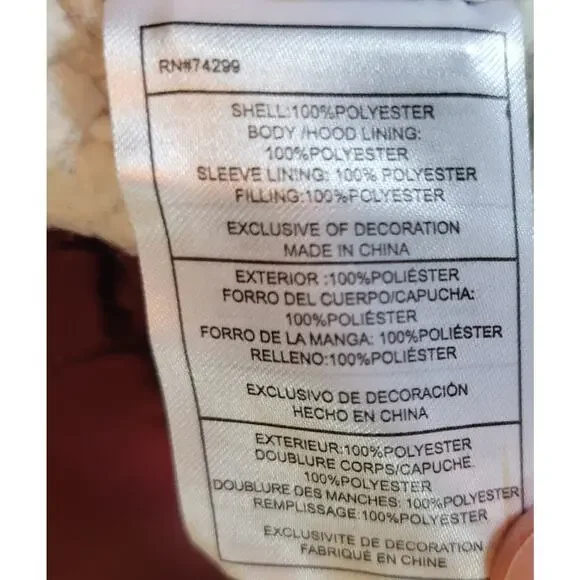 RN#74299
SHELL:100%POLYESTER
BODY /HOOD LINING:
100%POLYESTER
SLEEVE LINING: 100% POLYESTER
FILLING:100%POLYESTER
EXCLUSIVE OF DECORATION
MADE IN CHINA
EXTERIOR :100%POLIÉSTER
FORRO DEL CUERPO/CAPUCHA:
100%POLIÉSTER
FORRO DE LA MANGA: 100%POLIÉSTER
RELLENO:100%POLIÉSTER
EXCLUSIVO DE DECORACIÓN
HECHO EN CHINA
EXTERIEUR:100%POLYESTER
DOUBLURE CORPS/CAPUCHE
100%POLYESTER
DOUBLURE DES MANCHES: 100%POLYESTER
REMPLISSAGE:100%POLYESTER
EXCLUSIVITE DE DECORATION
FABRIQUÉ EN CHINE